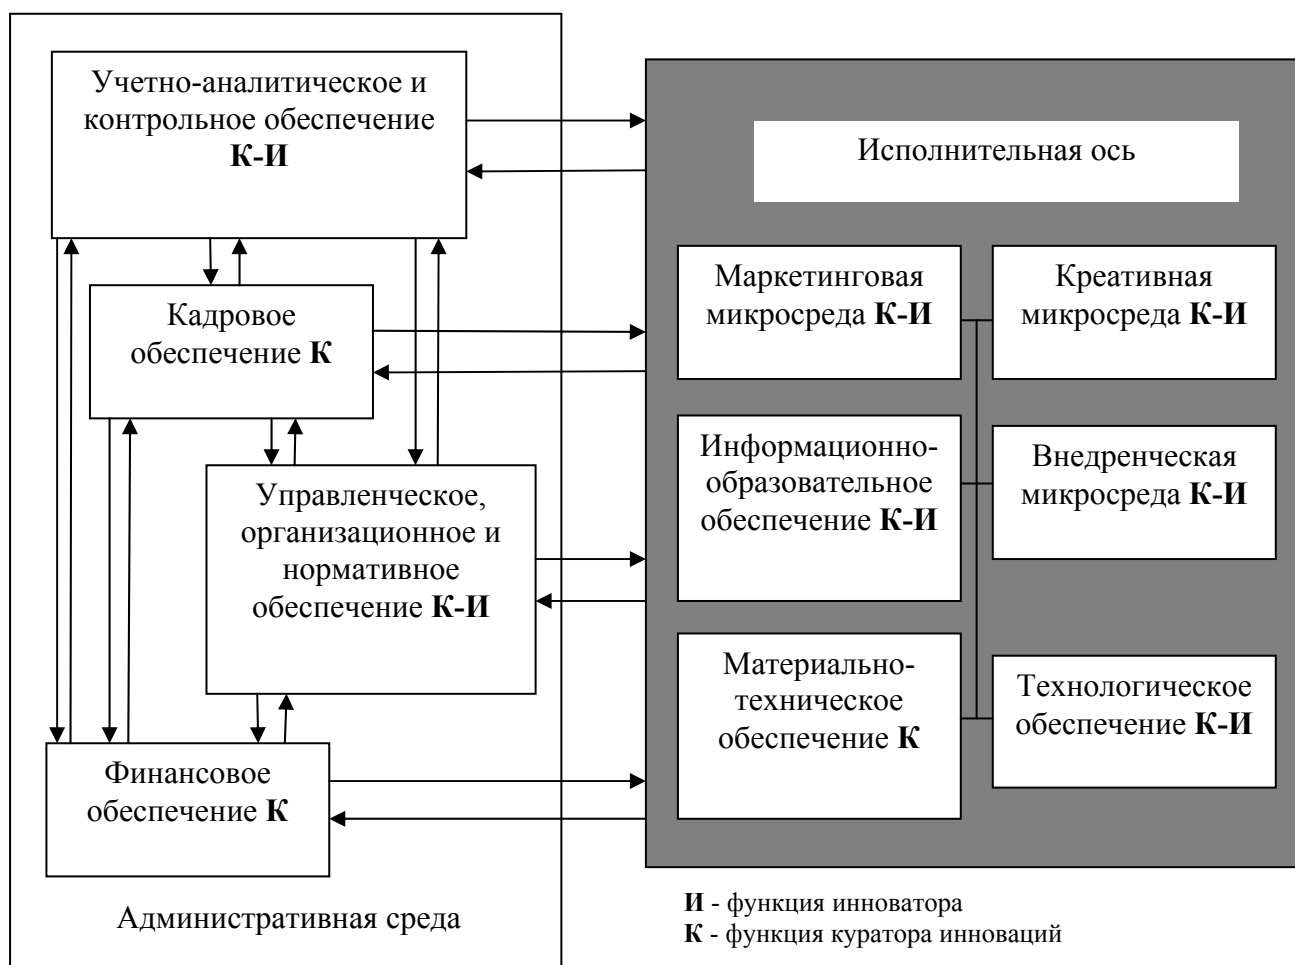 Учетно-аналитическое и
контрольное обеспечение
К-И
Кадровое
обеспечение К
Управленческое,
организационное и
нормативное
обеспечение К-И
Финансовое
обеспечение К
Административная среда
Исполнительная ось
Маркетинговая
микросреда К-И
Креативная
микросреда К-И
Информационно-
образовательное
обеспечение К-И
Внедренческая
микросреда К-И
Материально-
техническое
обеспечение К
Технологическое
обеспечение К-И
И - функция инноватора
К - функция куратора инноваций